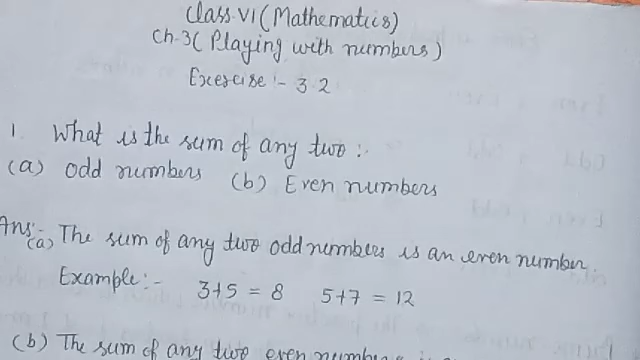 Class-VI (Mathematics)
Ch-3 ( Playing with numbers )
Exercise :- 3.2
1. What is the sum of any two :-
(a) Odd numbers (b) Even numbers
Ans:- (a) The sum of any two odd numbers is an even number.
Example :- 3+5 = 8 5+7 = 12
(b) The sum of any two even numbers